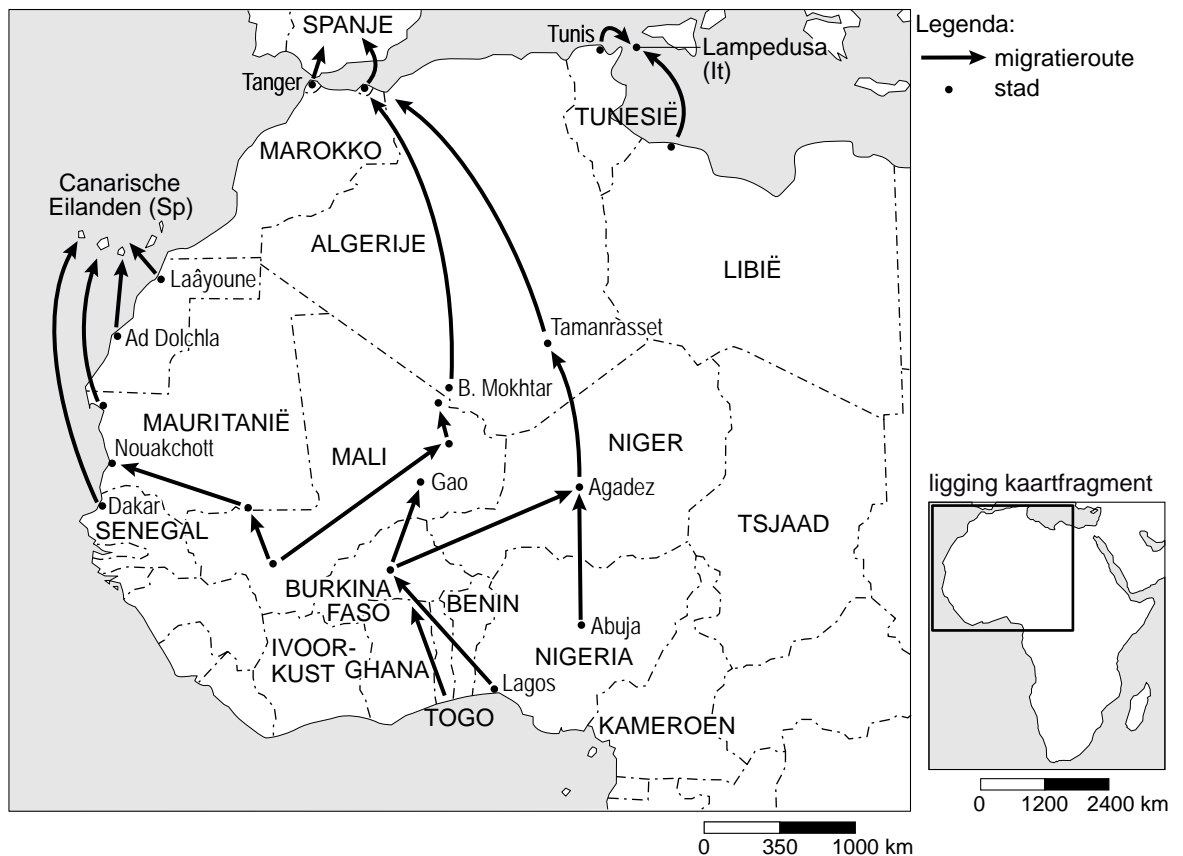 SPANJE
Tunis
Lampedusa
(It)
Tanger
TUNESIË
MAROKKO
Canarische
Eilanden (Sp)
ALGERIJE
LIBIË
Laâyoune
Ad Dolchla
Tamanrasset
B. Mokhtar
MAURITANIË
NIGER
Nouakchott
MALI
Gao
Agadez
Dakar
SENEGAL
TSJAAD
BURKINA
FASO
BENIN
Abuja
IVOOR-
KUST
GHANA
NIGERIA
Lagos
TOGO
KAMEROEN
Legenda:
migratieroute
stad
ligging kaartfragment
0 1200 2400 km
0 350 1000 km